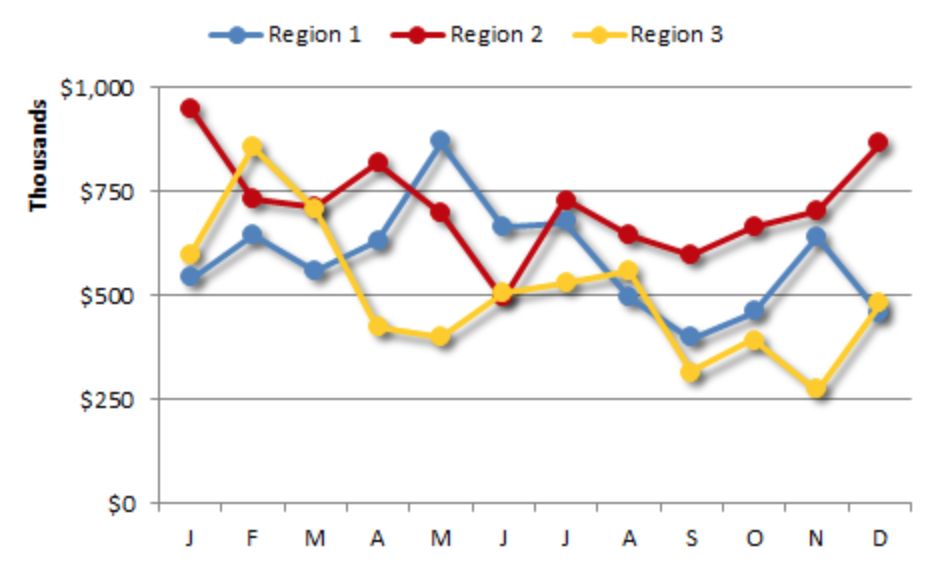 Region 1 Region 2 Region 3
Thousands
$1,000
$750
$500
$250
$0
J F M A M J J A S O N D